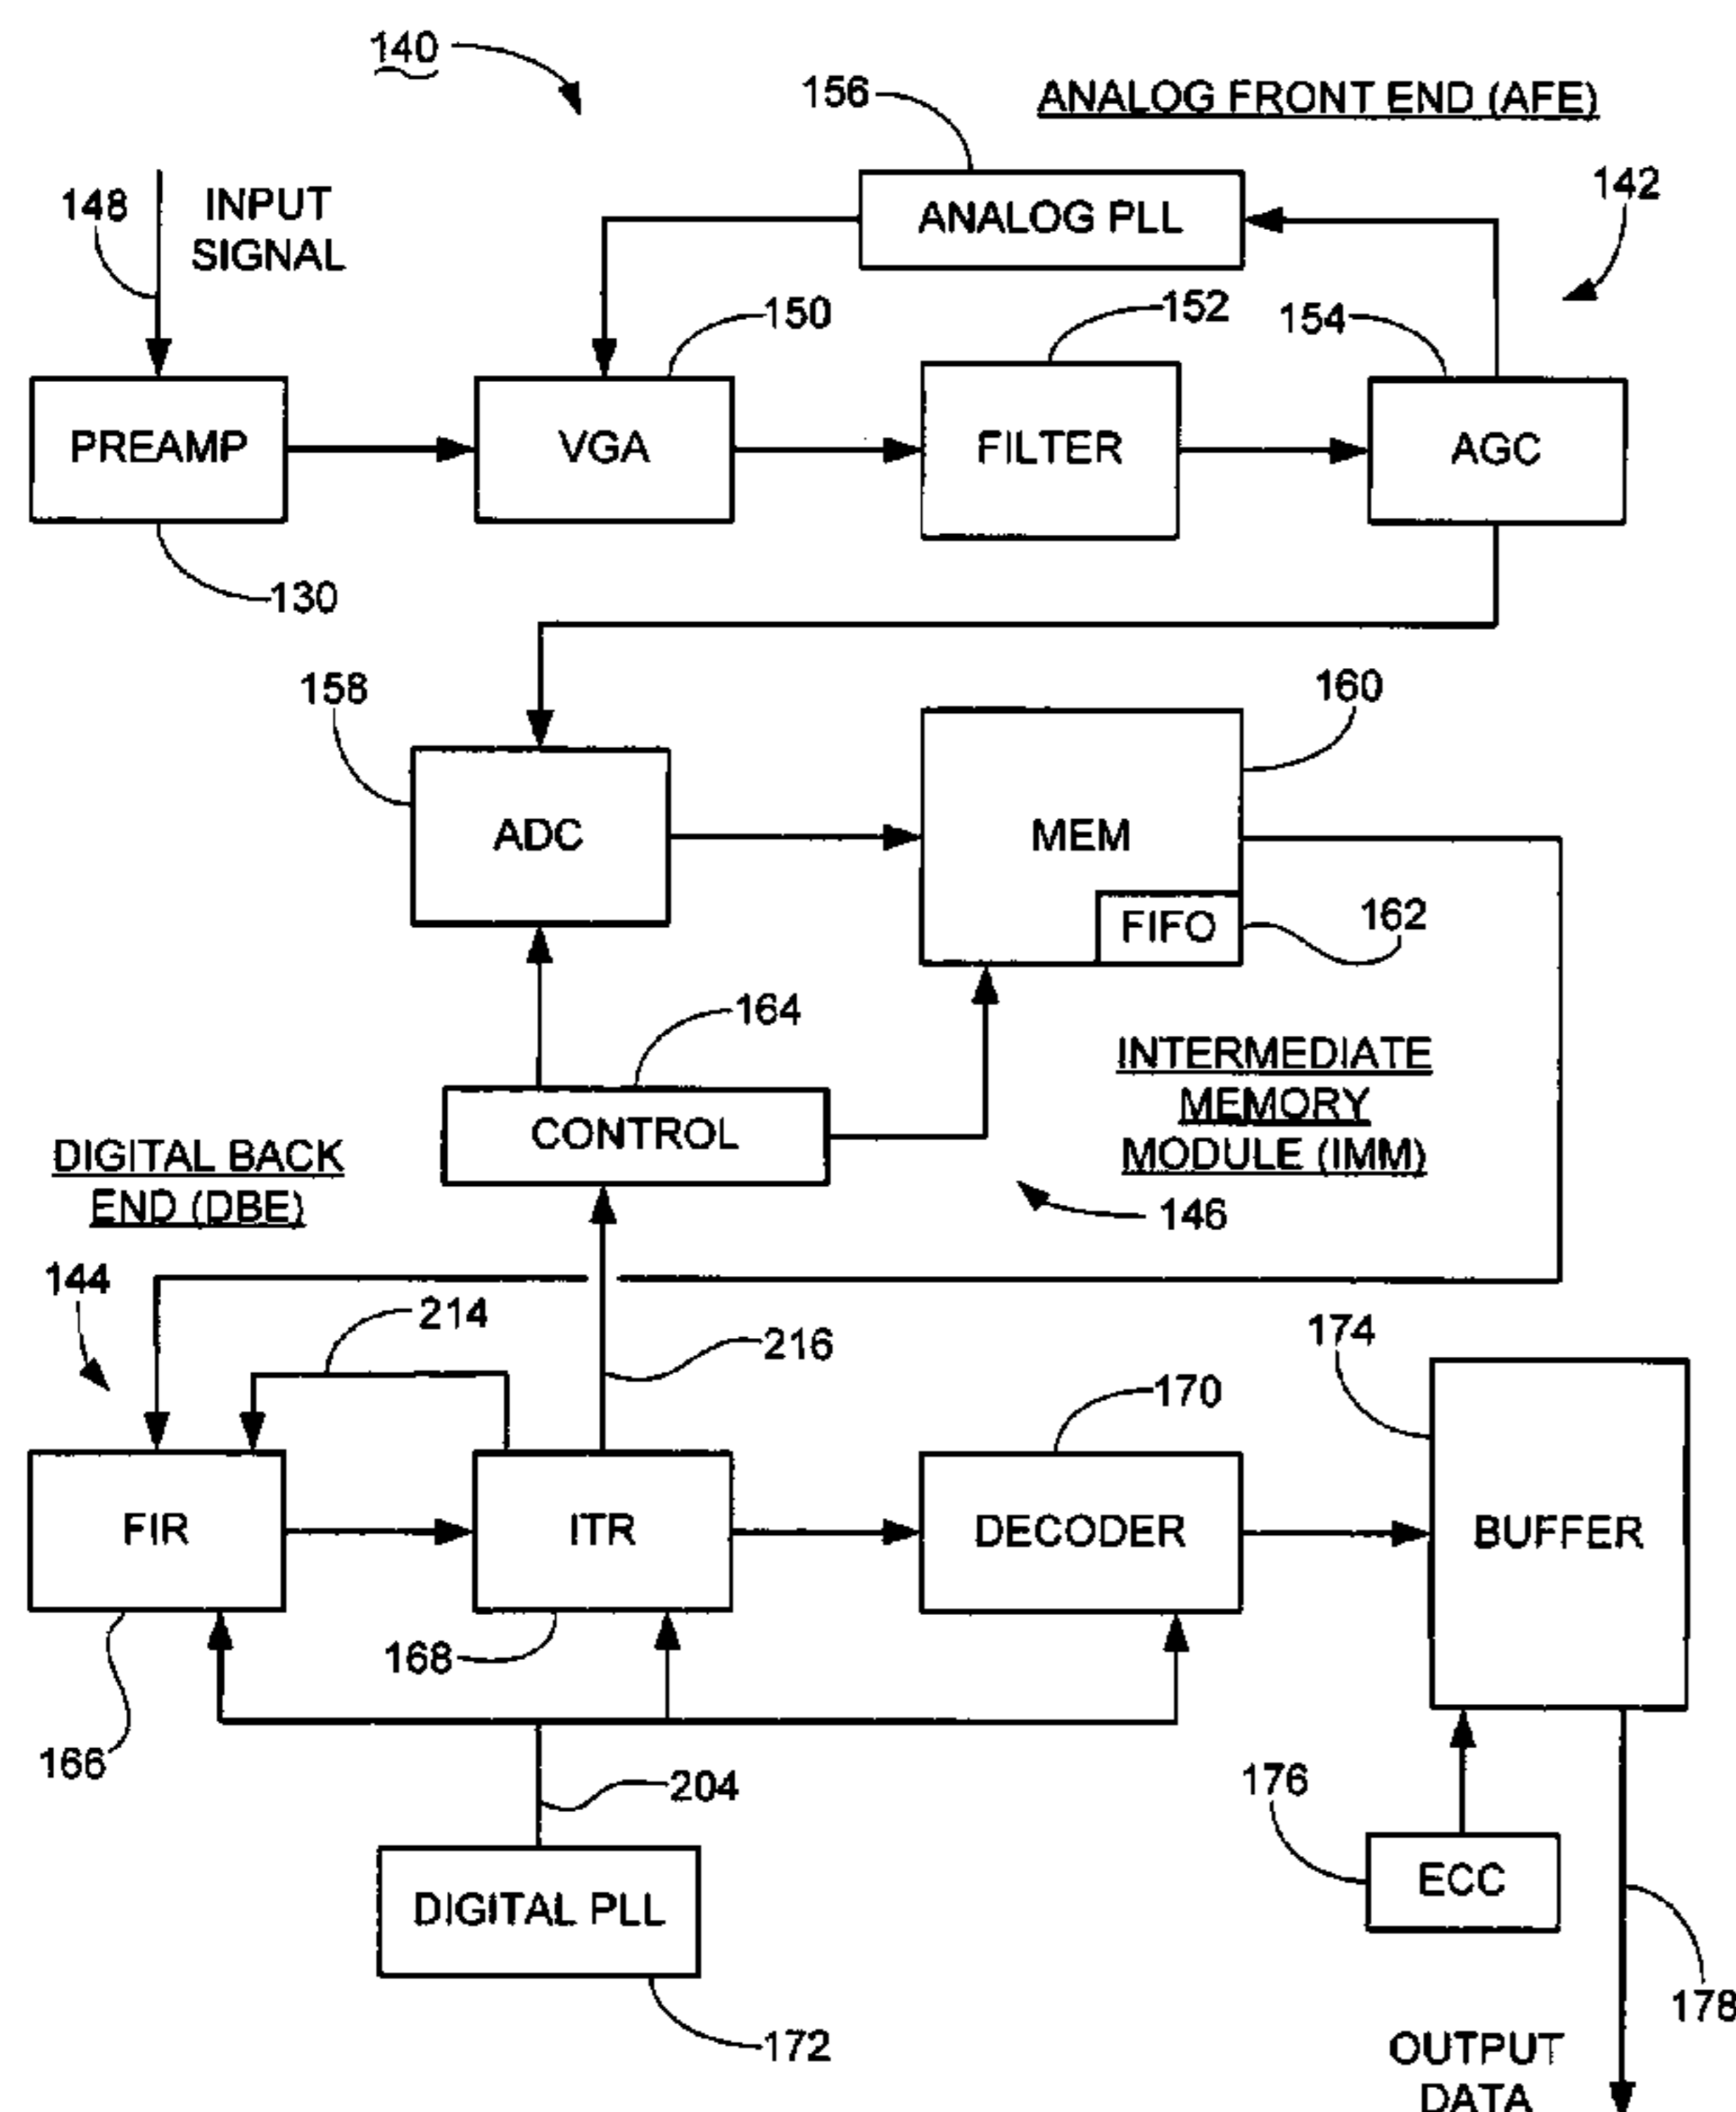 140
156
ANALOG FRONT END (AFE)
142
148
INPUT
SIGNAL
ANALOG PLL
150
152
154
PREAMP
VGA
FILTER
AGC
130
158
160
ADC
MEM
FIFO
162
164
INTERMEDIATE
MEMORY
MODULE (IMM)
CONTROL
DIGITAL BACK
END (DBE)
146
144
214
216
174
170
FIR
ITR
DECODER
BUFFER
168
166
204
176
ECC
DIGITAL PLL
178
172
OUTPUT
DATA